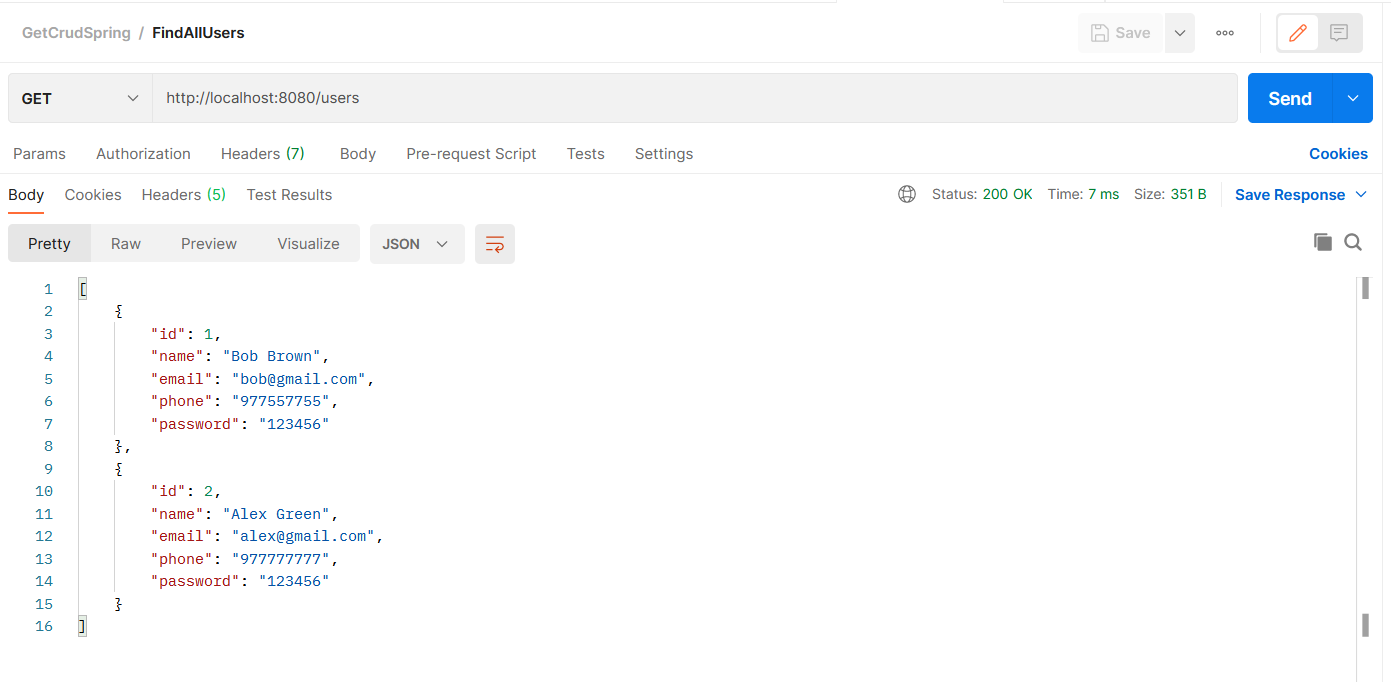 GetCrudSpring / FindAllUsers Save
GET http://localhost:8080/users Send
Params Authorization Headers (7) Body Pre-request Script Tests Settings Cookies
Body Cookies Headers (5) Test Results Status: 200 OK Time: 7 ms Size: 351 B Save Response
Pretty Raw Preview Visualize JSON
1 [
2 {
3 "id": 1,
4 "name": "Bob Brown",
5 "email": "bob@gmail.com",
6 "phone": "977557755",
7 "password": "123456"
8 },
9 {
10 "id": 2,
11 "name": "Alex Green",
12 "email": "alex@gmail.com",
13 "phone": "977777777",
14 "password": "123456"
15 }
16 ]